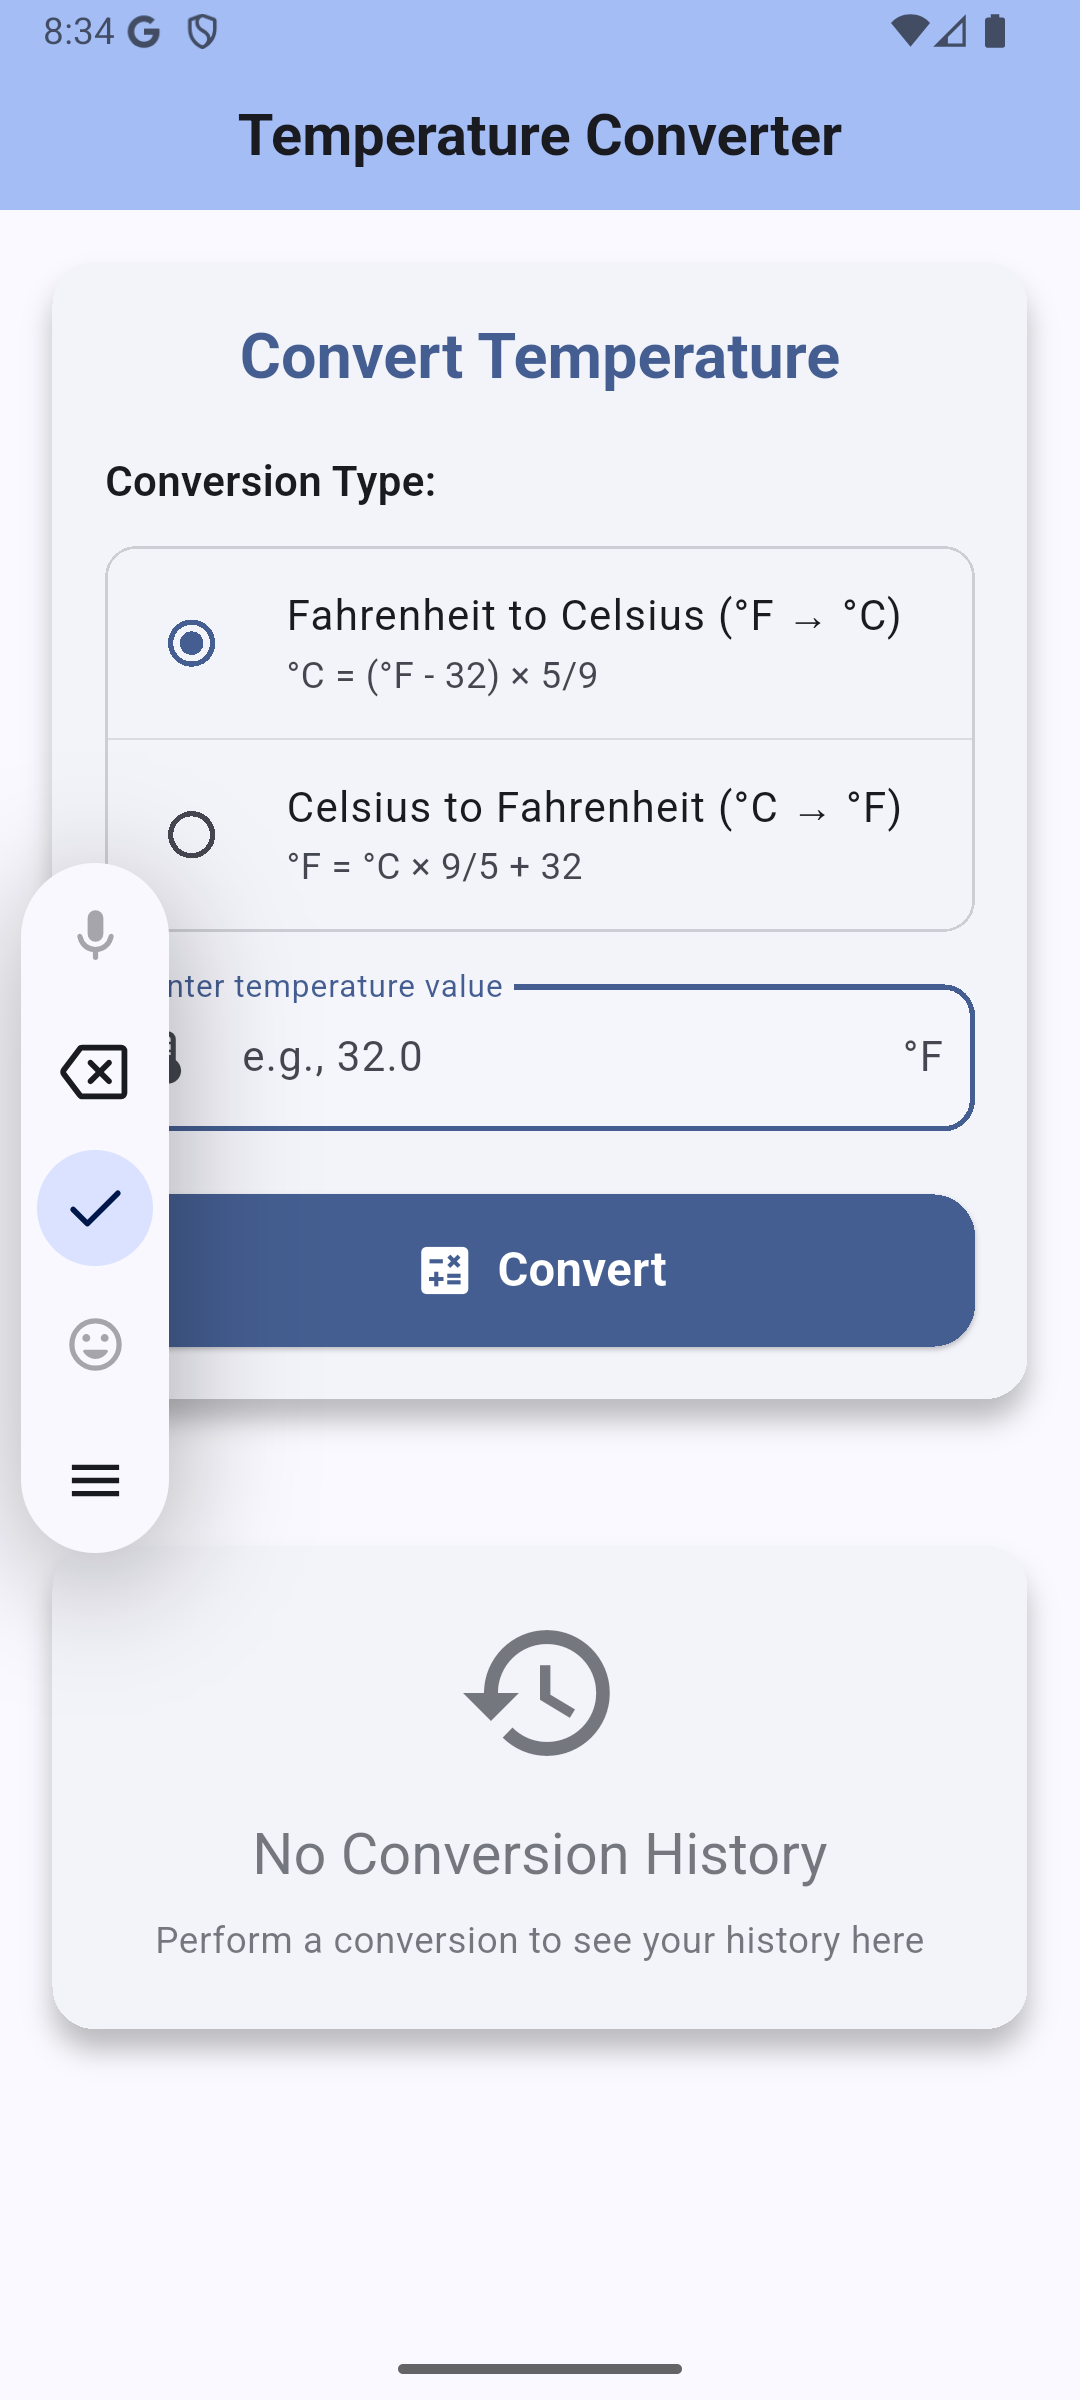 8:34
Temperature Converter
Convert Temperature
Conversion Type:
Fahrenheit to Celsius (°F → °C)
°C = (°F - 32) × 5/9
Celsius to Fahrenheit (°C → °F)
°F = °C × 9/5 + 32
nter temperature value
e.g., 32.0 °F
Convert
No Conversion History
Perform a conversion to see your history here